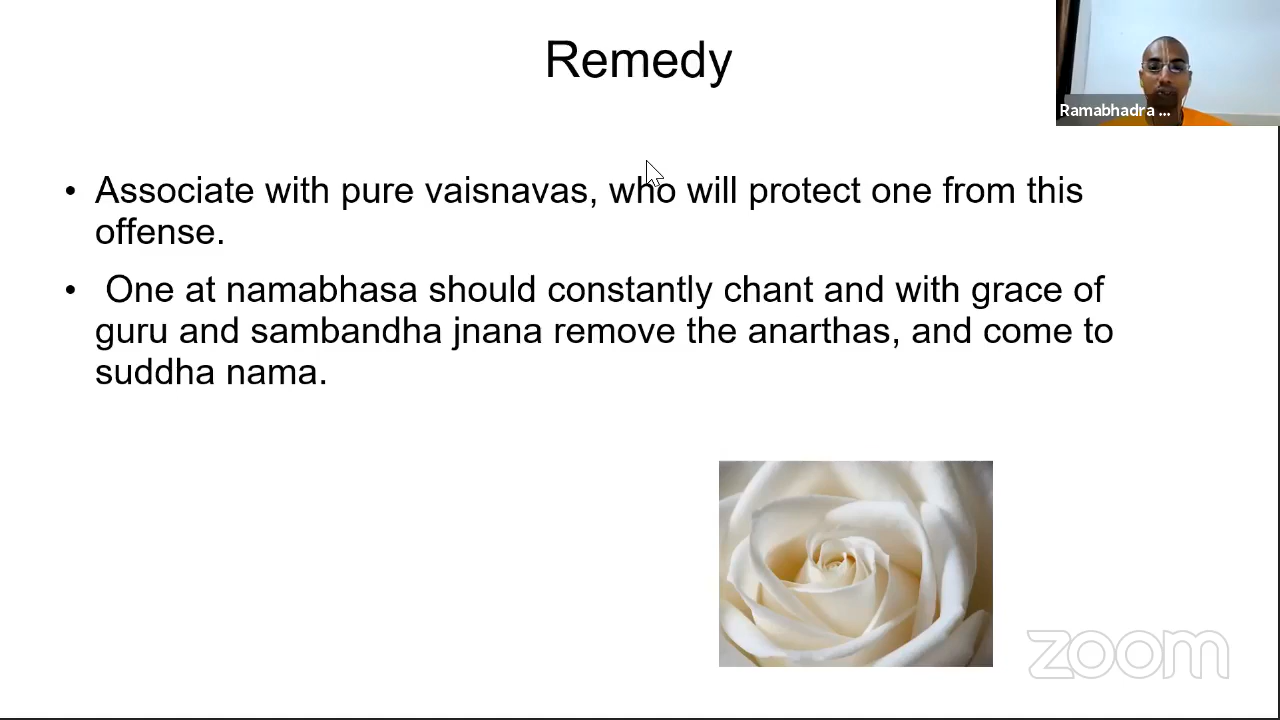 Remedy
Ramabhadra ...
• Associate with pure vaisnavas, who will protect one from this
offense.
• One at namabhasa should constantly chant and with grace of
guru and sambandha jnana remove the anarthas, and come to
suddha nama.
zoom